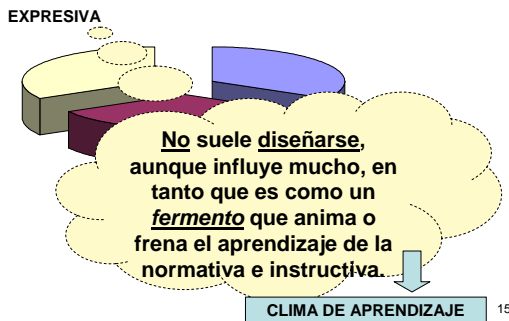 EXPRESIVA
No suele diseñarse,
aunque influye mucho, en
tanto que es como un
fermento que anima o
frena el aprendizaje de la
normativa e instructiva.
CLIMA DE APRENDIZAJE
15